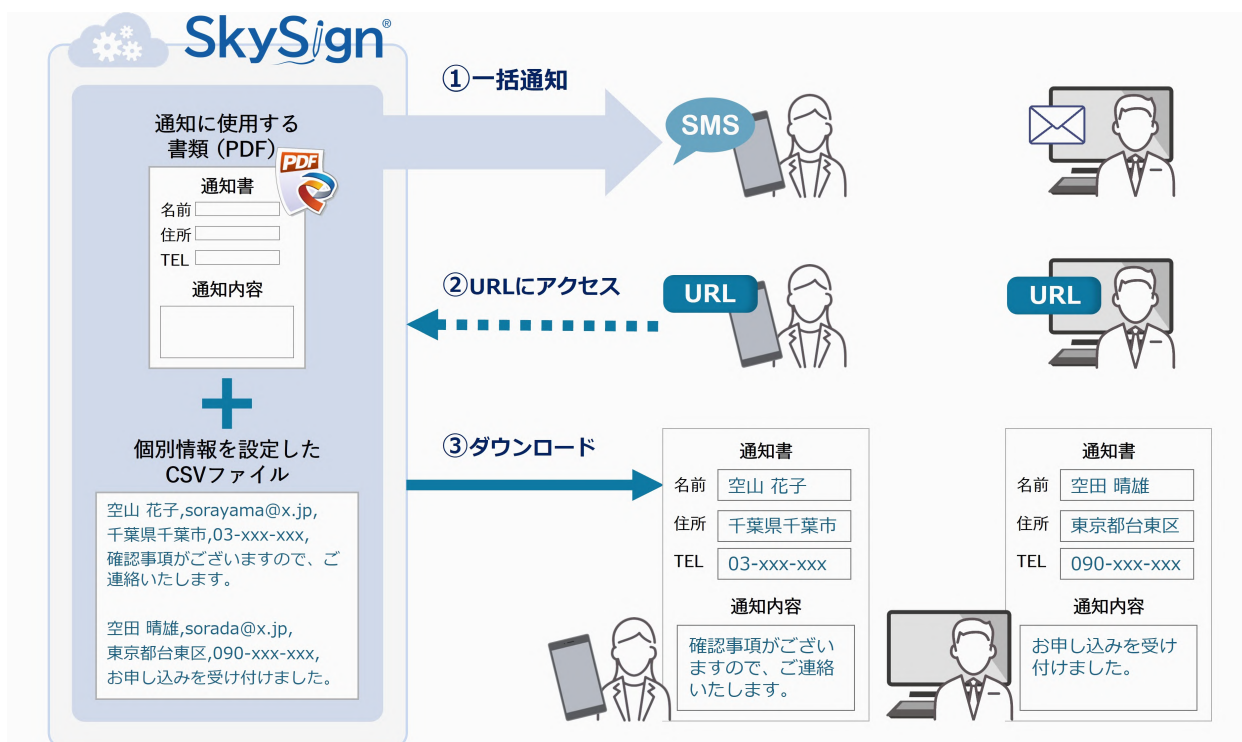 SkySign®
通知に使用する
書類（PDF）
PDF
通知書
名前
住所
TEL
通知内容
個別情報を設定した
CSVファイル
空山 花子,sorayama@x.jp,
千葉県千葉市,03-xxx-xxx,
確認事項がございますので、ご
連絡いたします。
空田 晴雄,sorada@x.jp,
東京都台東区,090-xxx-xxx,
お申し込みを受け付けました。
①一括通知
SMS
②URLにアクセス
URL
URL
③ダウンロード
通知書
名前 空山 花子
住所 千葉県千葉市
TEL 03-xxx-xxx
通知内容
確認事項がござい
ますので、ご連絡
いたします。
通知書
名前 空田 晴雄
住所 東京都台東区
TEL 090-xxx-xxx
通知内容
お申し込みを受け
付けました。